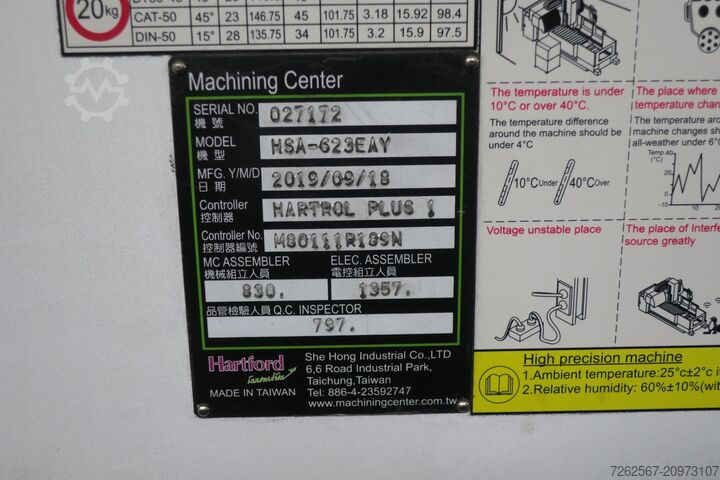 20kg
CAT-50 45° 23 146.75 45 101.75 3.18 15.92 98.4
DIN-50 15° 28 135.75 34 101.75 3.2 15.9 97.5
Machining Center
SERIAL NO. 027172
機 號
MODEL HSA-623EAY
機 型
MFG. Y/M/D 2019/09/18
日 期
Controller HARTROL PLUS !
控制器
Controller No. M80111R189N
控制器編號
MC ASSEMBLER ELEC. ASSEMBLER
機械組立人員 電控組立人員
830. 1357.
品管檢驗人員 Q.C. INSPECTOR
797.
Hartford
MADE IN TAIWAN
She Hong Industrial Co.,LTD
6,6 Road Industrial Park,
Taichung,Taiwan
Tel: 886-4-23592747
www.machiningcenter.com.tw
The temperature is under
10°C or over 40°C.
The temperature difference
around the machine should be
under 4°C
10°C Under 40°C Over
The place where
temperature chan
The temperature aro
machine changes sh
all-weather under 6°
Temp.
(°C)
40
20
0
-10
10 20
Voltage unstable place
The place of Interfe
source greatly
High precision machine
1.Ambient temperature:25°c±2°c i
2.Relative humidity: 60%±10%(wit
7262567-20973107